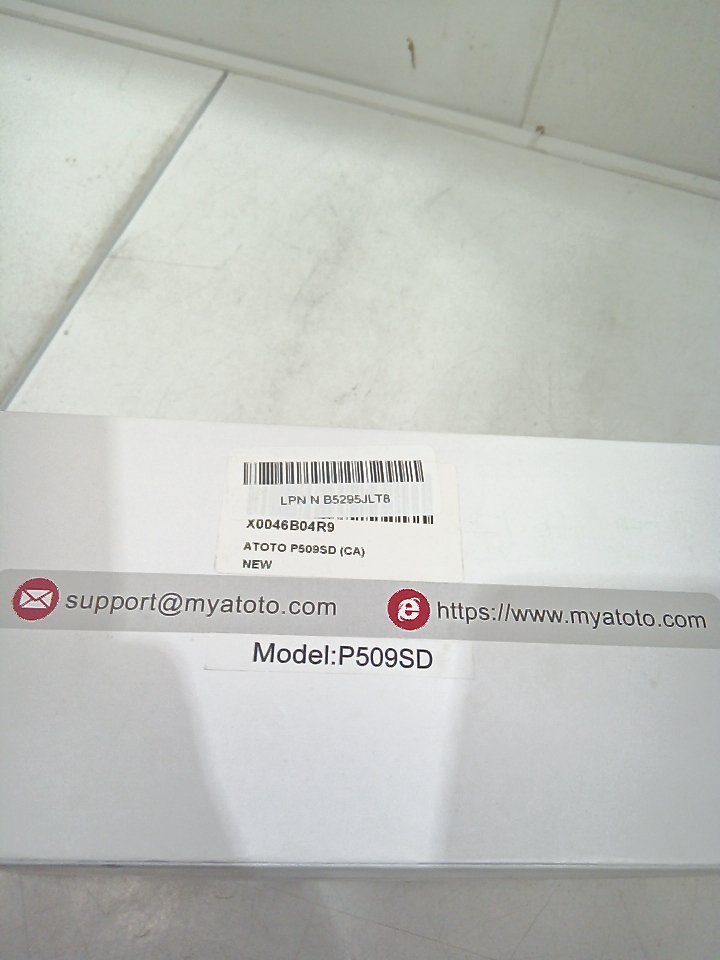 LPN N B5295JLT8
X0046B04R9
ATOTO P509SD (CA)
NEW
support@myatoto.com
https://www.myatoto.com
Model:P509SD